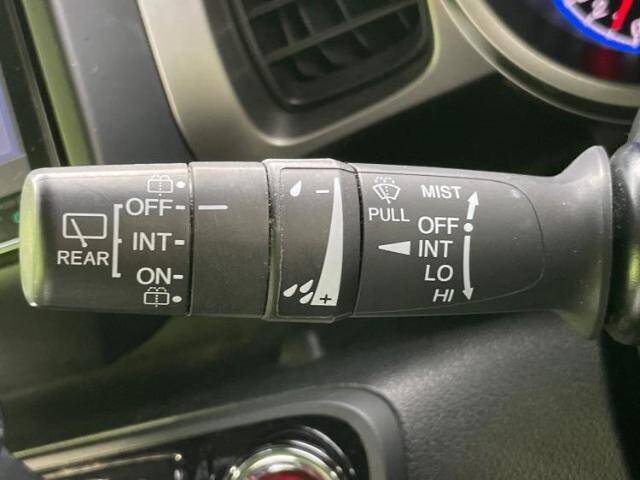 REAR
OFF
INT
ON
−
+
PULL
MIST
OFF
INT
LO
HI